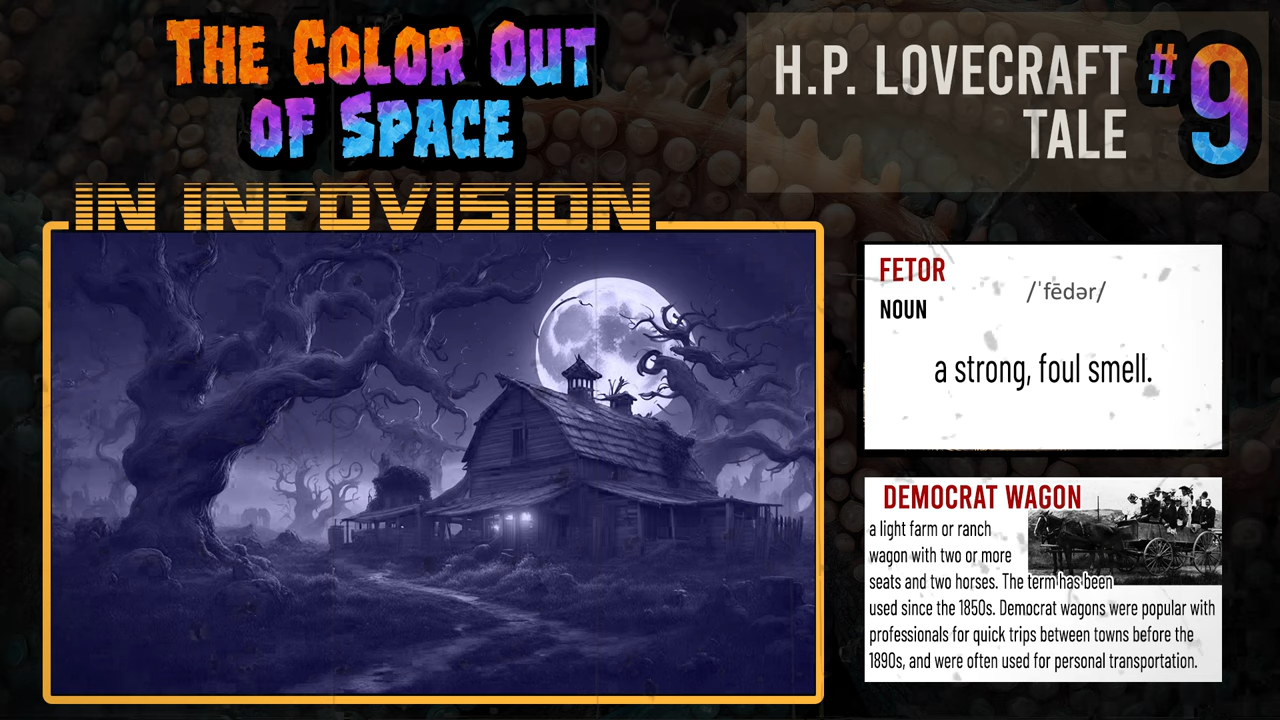 THE COLOR OUT
OF SPACE
H.P. LOVECRAFT #9
TALE
IN INFOVISION
FETOR
/ˈfēdər/
NOUN
a strong, foul smell.
DEMOCRAT WAGON
a light farm or ranch
wagon with two or more
seats and two horses. The term has been
used since the 1850s. Democrat wagons were popular with
professionals for quick trips between towns before the
1890s, and were often used for personal transportation.